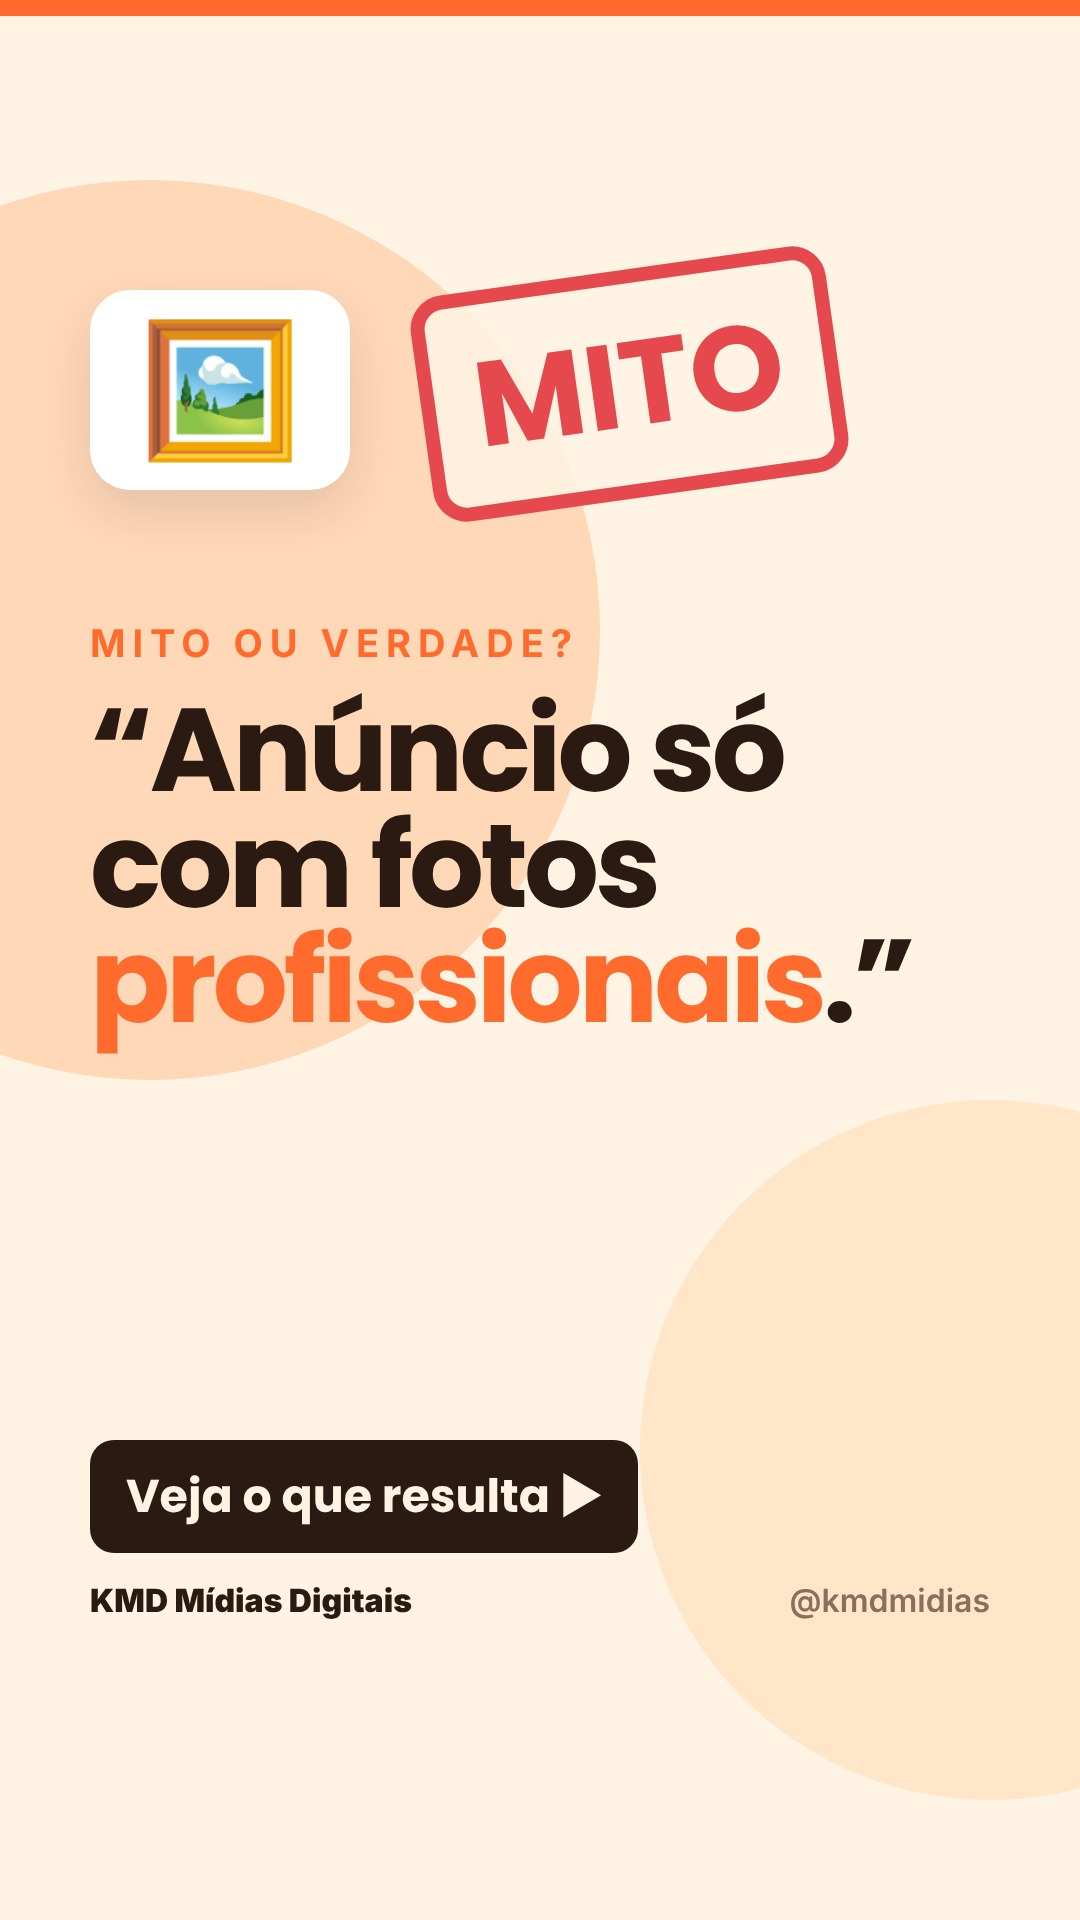 MITO
MITO OU VERDADE?
“Anúncio só
com fotos
profissionais.”
Veja o que resulta ▶
KMD Mídias Digitais
@kmdmidias